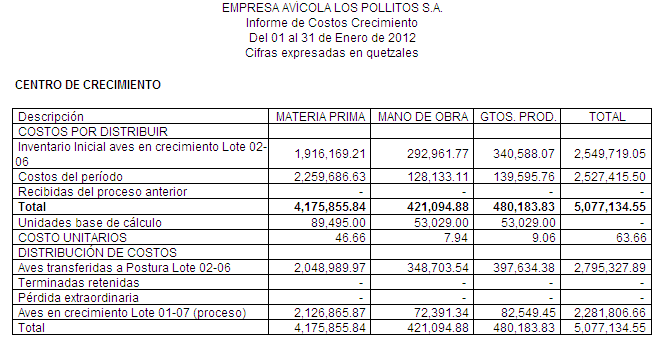 EMPRESA AVÍCOLA LOS POLLITOS S.A.
Informe de Costos Crecimiento
Del 01 al 31 de Enero de 2012
Cifras expresadas en quetzales
CENTRO DE CRECIMIENTO
Descripción MATERIA PRIMA MANO DE OBRA GTOS. PROD. TOTAL
COSTOS POR DISTRIBUIR
Inventario Inicial aves en crecimiento Lote 02-
06 1,916,169.21 292,961.77 340,588.07 2,549,719.05
Costos del período 2,259,686.63 128,133.11 139,595.76 2,527,415.50
Recibidas del proceso anterior - - - -
Total 4,175,855.84 421,094.88 480,183.83 5,077,134.55
Unidades base de cálculo 89,495.00 53,029.00 53,029.00 -
COSTO UNITARIOS 46.66 7.94 9.06 63.66
DISTRIBUCIÓN DE COSTOS
Aves transferidas a Postura Lote 02-06 2,048,989.97 348,703.54 397,634.38 2,795,327.89
Terminadas retenidas - - - -
Pérdida extraordinaria - - - -
Aves en crecimiento Lote 01-07 (proceso) 2,126,865.87 72,391.34 82,549.45 2,281,806.66
Total 4,175,855.84 421,094.88 480,183.83 5,077,134.55